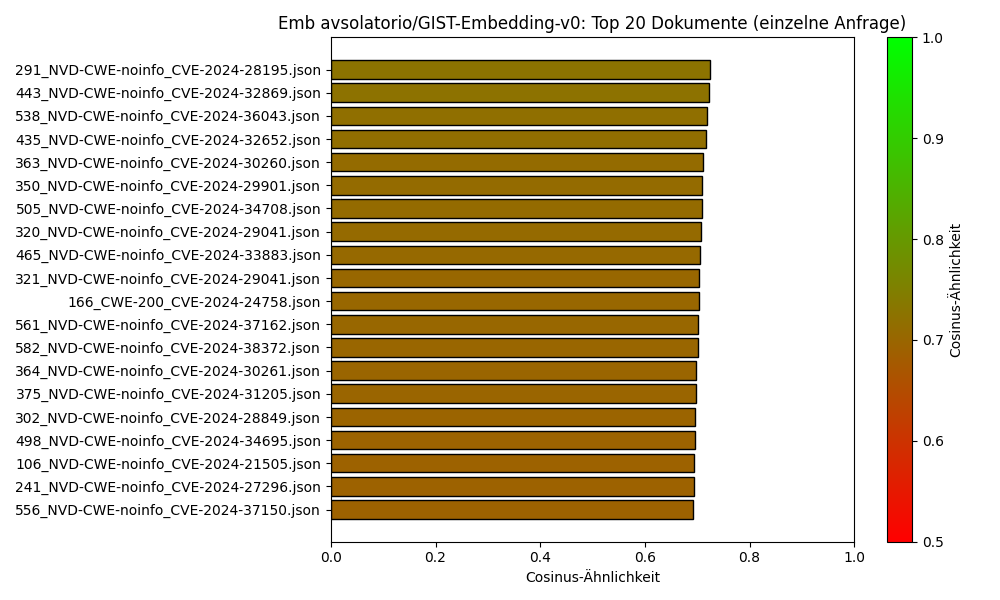 Emb avsolatorio/GIST-Embedding-v0: Top 20 Dokumente (einzelne Anfrage)
291_NVD-CWE-noinfo_CVE-2024-28195.json
443_NVD-CWE-noinfo_CVE-2024-32869.json
538_NVD-CWE-noinfo_CVE-2024-36043.json
435_NVD-CWE-noinfo_CVE-2024-32652.json
363_NVD-CWE-noinfo_CVE-2024-30260.json
350_NVD-CWE-noinfo_CVE-2024-29901.json
505_NVD-CWE-noinfo_CVE-2024-34708.json
320_NVD-CWE-noinfo_CVE-2024-29041.json
465_NVD-CWE-noinfo_CVE-2024-33883.json
321_NVD-CWE-noinfo_CVE-2024-29041.json
166_CWE-200_CVE-2024-24758.json
561_NVD-CWE-noinfo_CVE-2024-37162.json
582_NVD-CWE-noinfo_CVE-2024-38372.json
364_NVD-CWE-noinfo_CVE-2024-30261.json
375_NVD-CWE-noinfo_CVE-2024-31205.json
302_NVD-CWE-noinfo_CVE-2024-28849.json
498_NVD-CWE-noinfo_CVE-2024-34695.json
106_NVD-CWE-noinfo_CVE-2024-21505.json
241_NVD-CWE-noinfo_CVE-2024-27296.json
556_NVD-CWE-noinfo_CVE-2024-37150.json
0.0 0.2 0.4 0.6 0.8 1.0
Cosinus-Ähnlichkeit
1.0
0.9
0.8
0.7
0.6
0.5
Cosinus-Ähnlichkeit